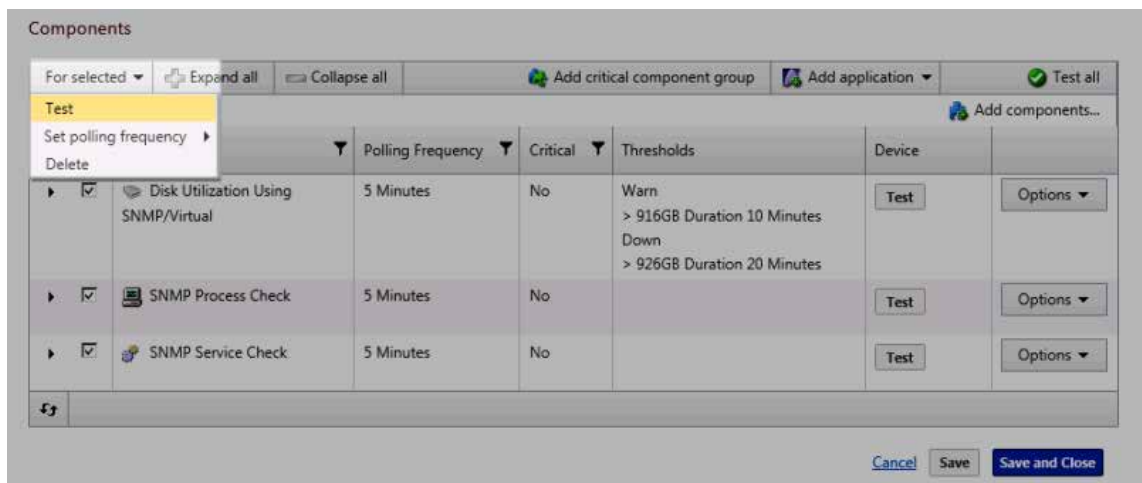 Components
For selected Expand all Collapse all Add critical component group Add application Test all
Test
Add components...
Set polling frequency
Delete
Polling Frequency Critical Thresholds Device
Disk Utilization Using SNMP/Virtual 5 Minutes No Warn
> 916GB Duration 10 Minutes
Down
> 926GB Duration 20 Minutes
Test Options
SNMP Process Check 5 Minutes No Test Options
SNMP Service Check 5 Minutes No Test Options
Cancel Save Save and Close